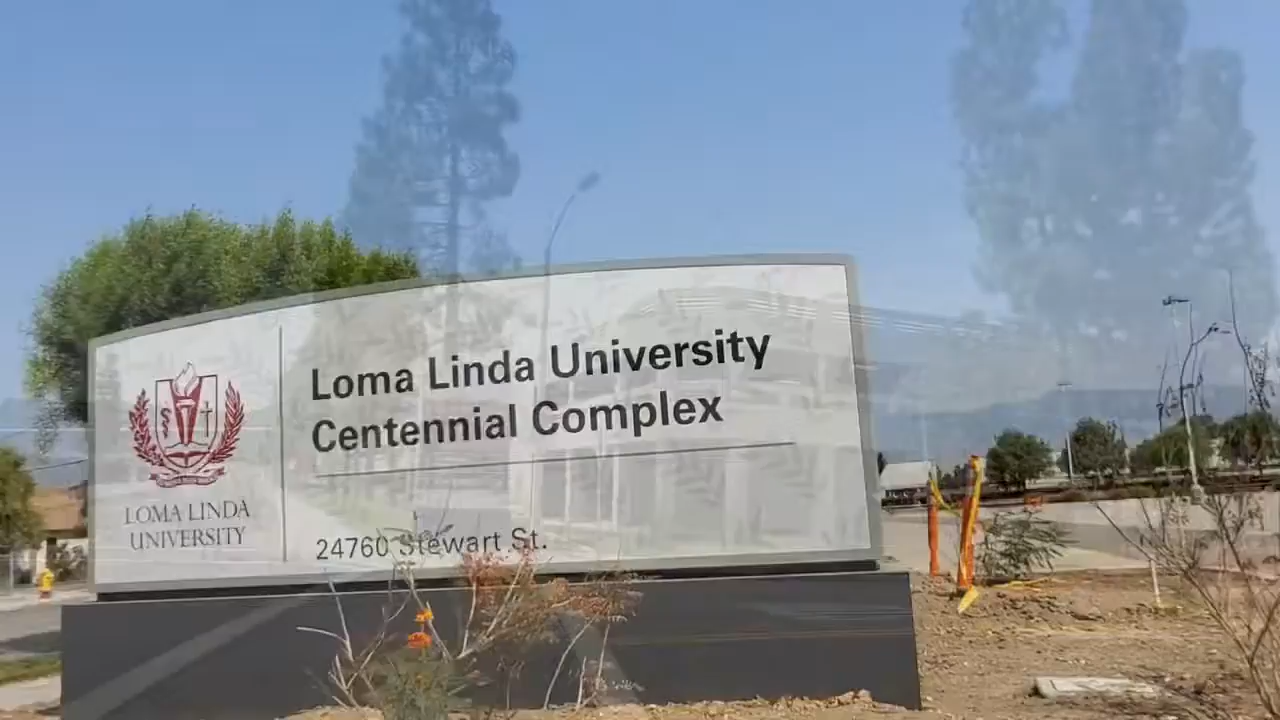 LOMA LINDA
UNIVERSITY
Loma Linda University
Centennial Complex
24760 Stewart St.